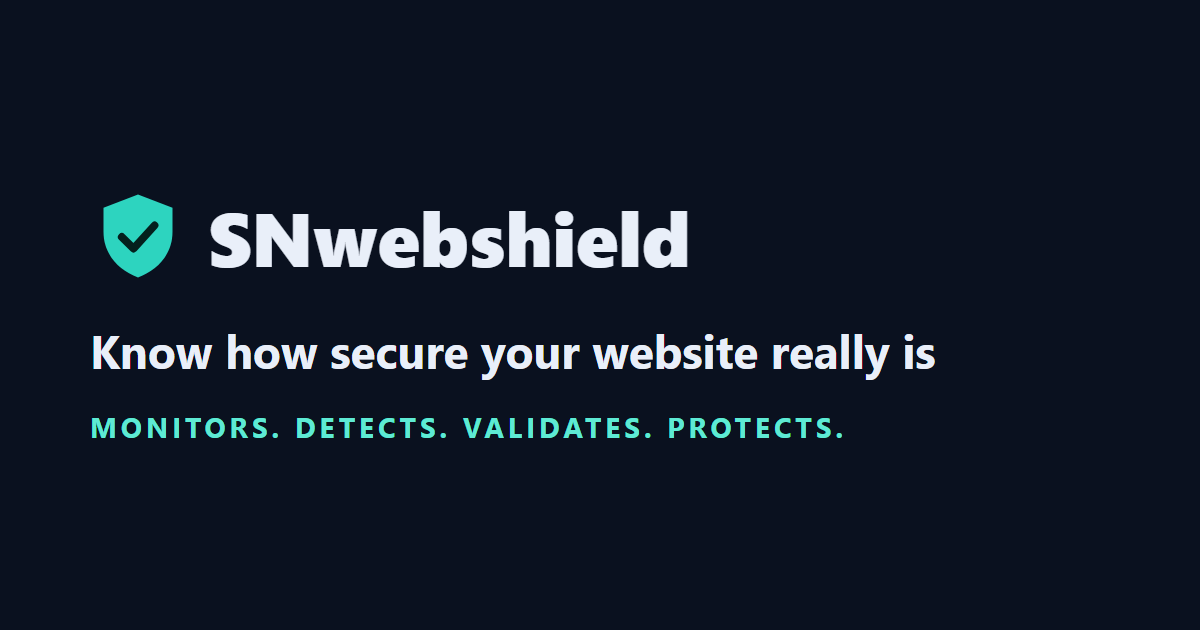 SNwebshield
Know how secure your website really is
MONITORS. DETECTS. VALIDATES. PROTECTS.